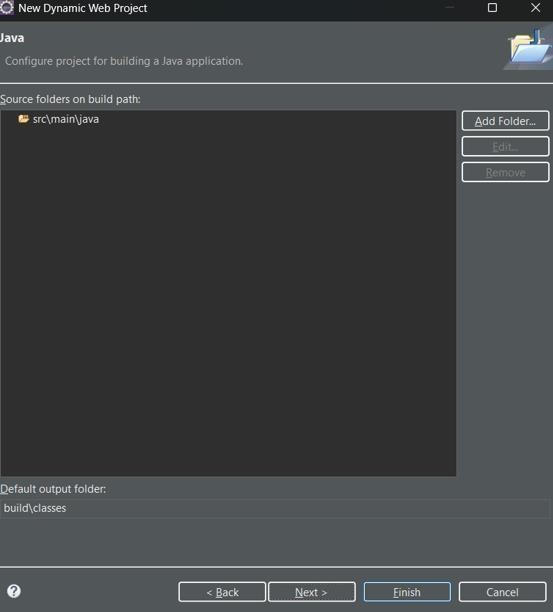 New Dynamic Web Project
Java
Configure project for building a Java application.
Source folders on build path:
src\main\java
Add Folder...
Edit...
Remove
Default output folder:
build\classes
?
< Back
Next >
Finish
Cancel